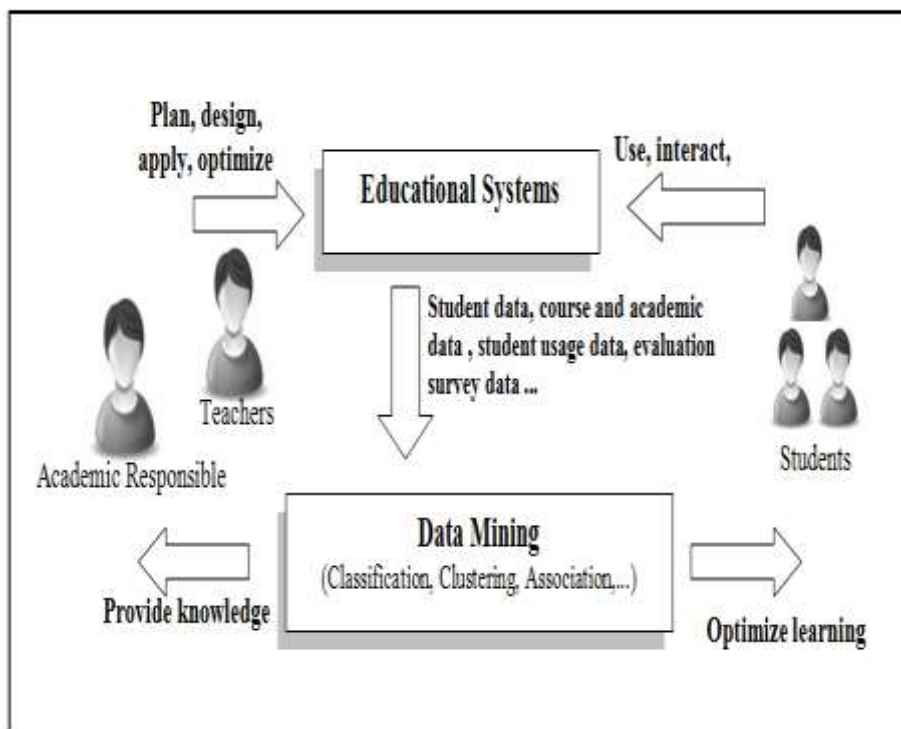 Plan, design,
apply, optimize
Educational Systems
Use, interact,
Student data, course and academic
data , student usage data, evaluation
survey data ...
Teachers
Academic Responsible
Students
Data Mining
(Classification, Clustering, Association,...)
Provide knowledge
Optimize learning